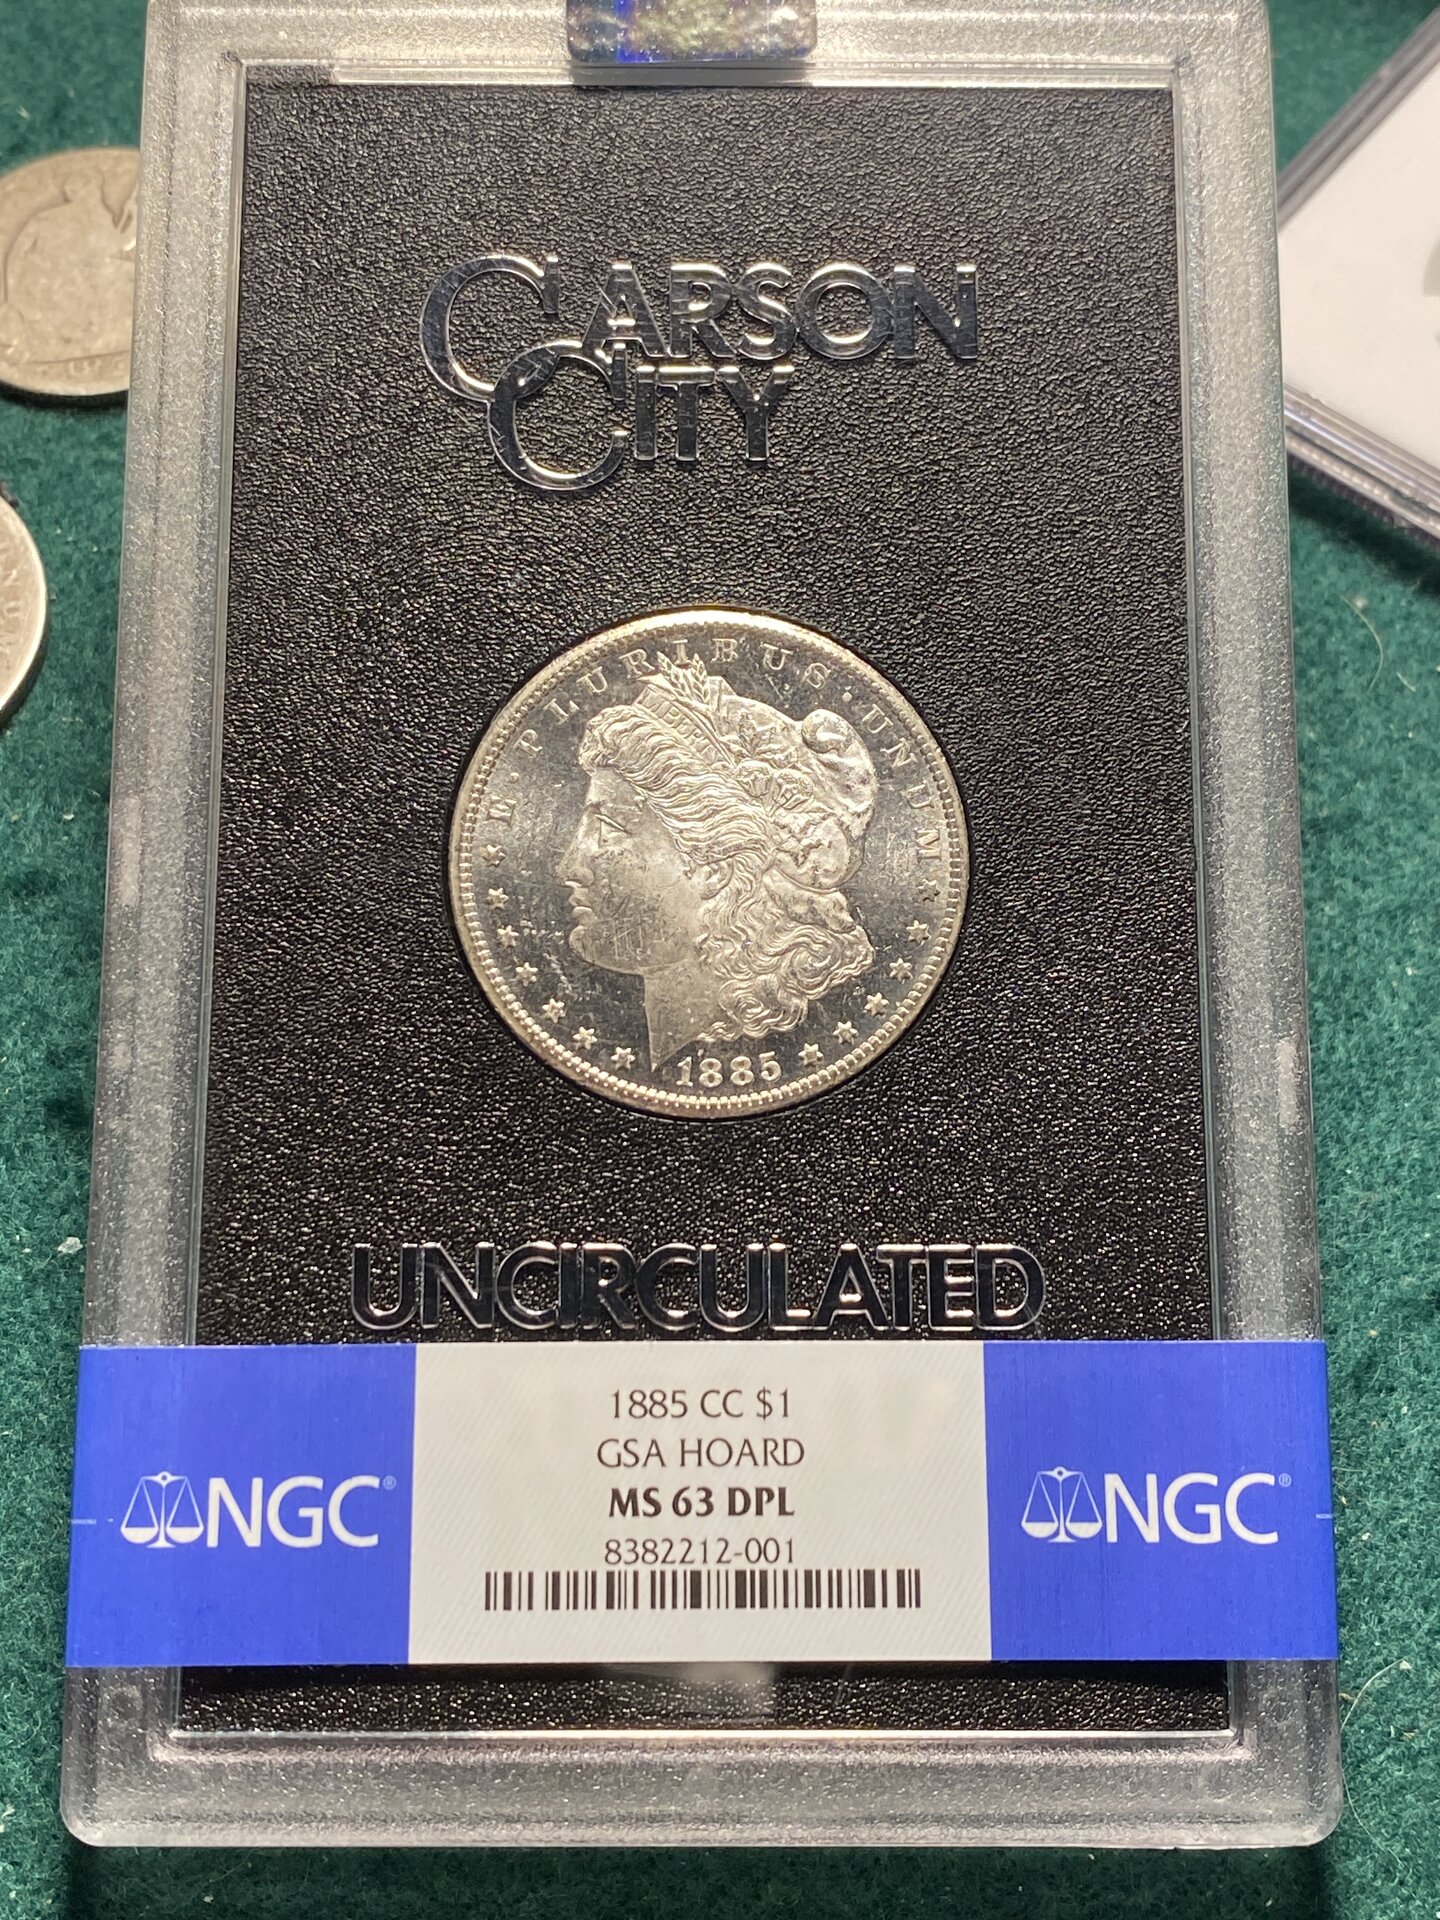 CARSON
CITY
E · PLURIBUS · UNUM
LIBERTY
1885
UNCIRCULATED
NGC®
1885 CC $1
GSA HOARD
MS 63 DPL
8382212-001
NGC®